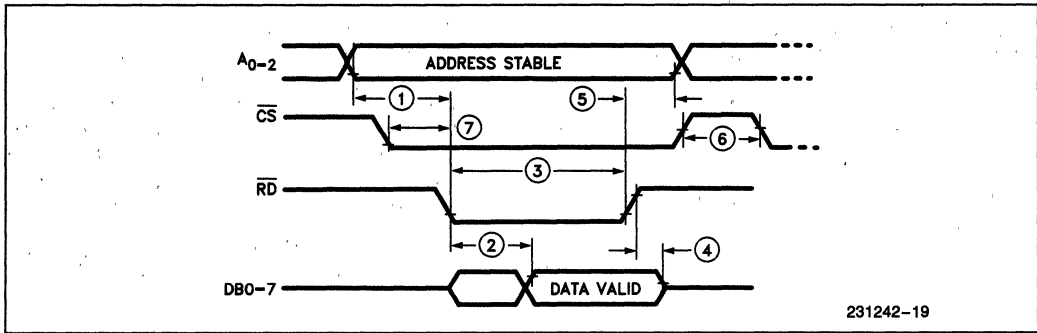 A0-2
ADDRESS STABLE
1
5
CS
7
6
3
RD
2
4
DB0-7
DATA VALID
231242-19